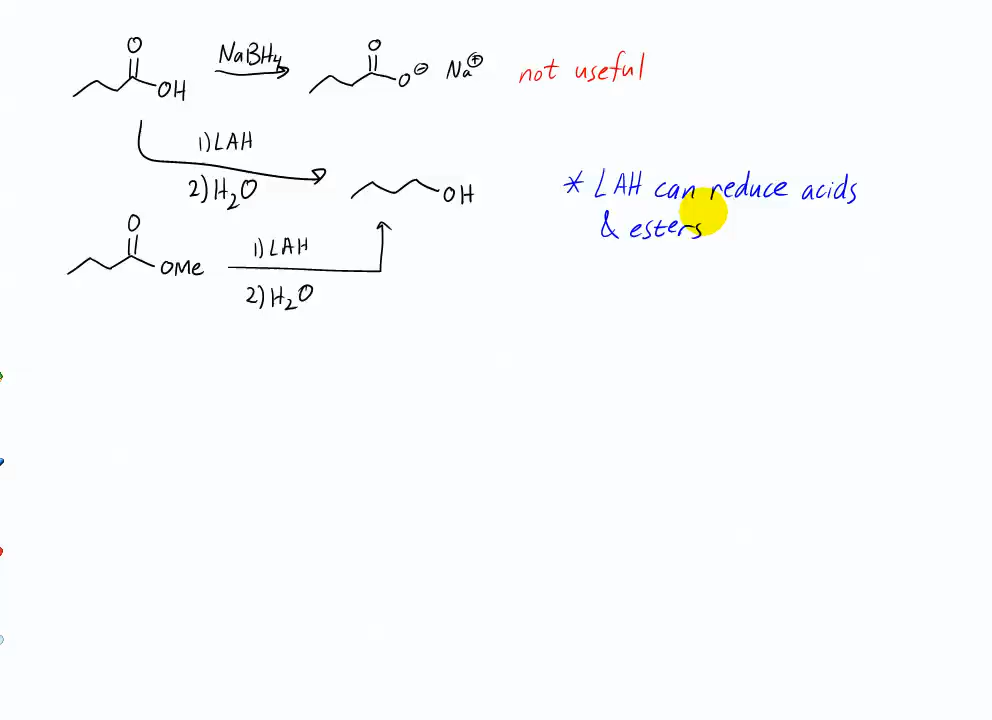 O O
NaBH₄
OH O⊖ Na⊕ not useful
1) LAH
2) H₂O
OH * LAH can reduce acids
& esters
O
1) LAH
OMe
2) H₂O